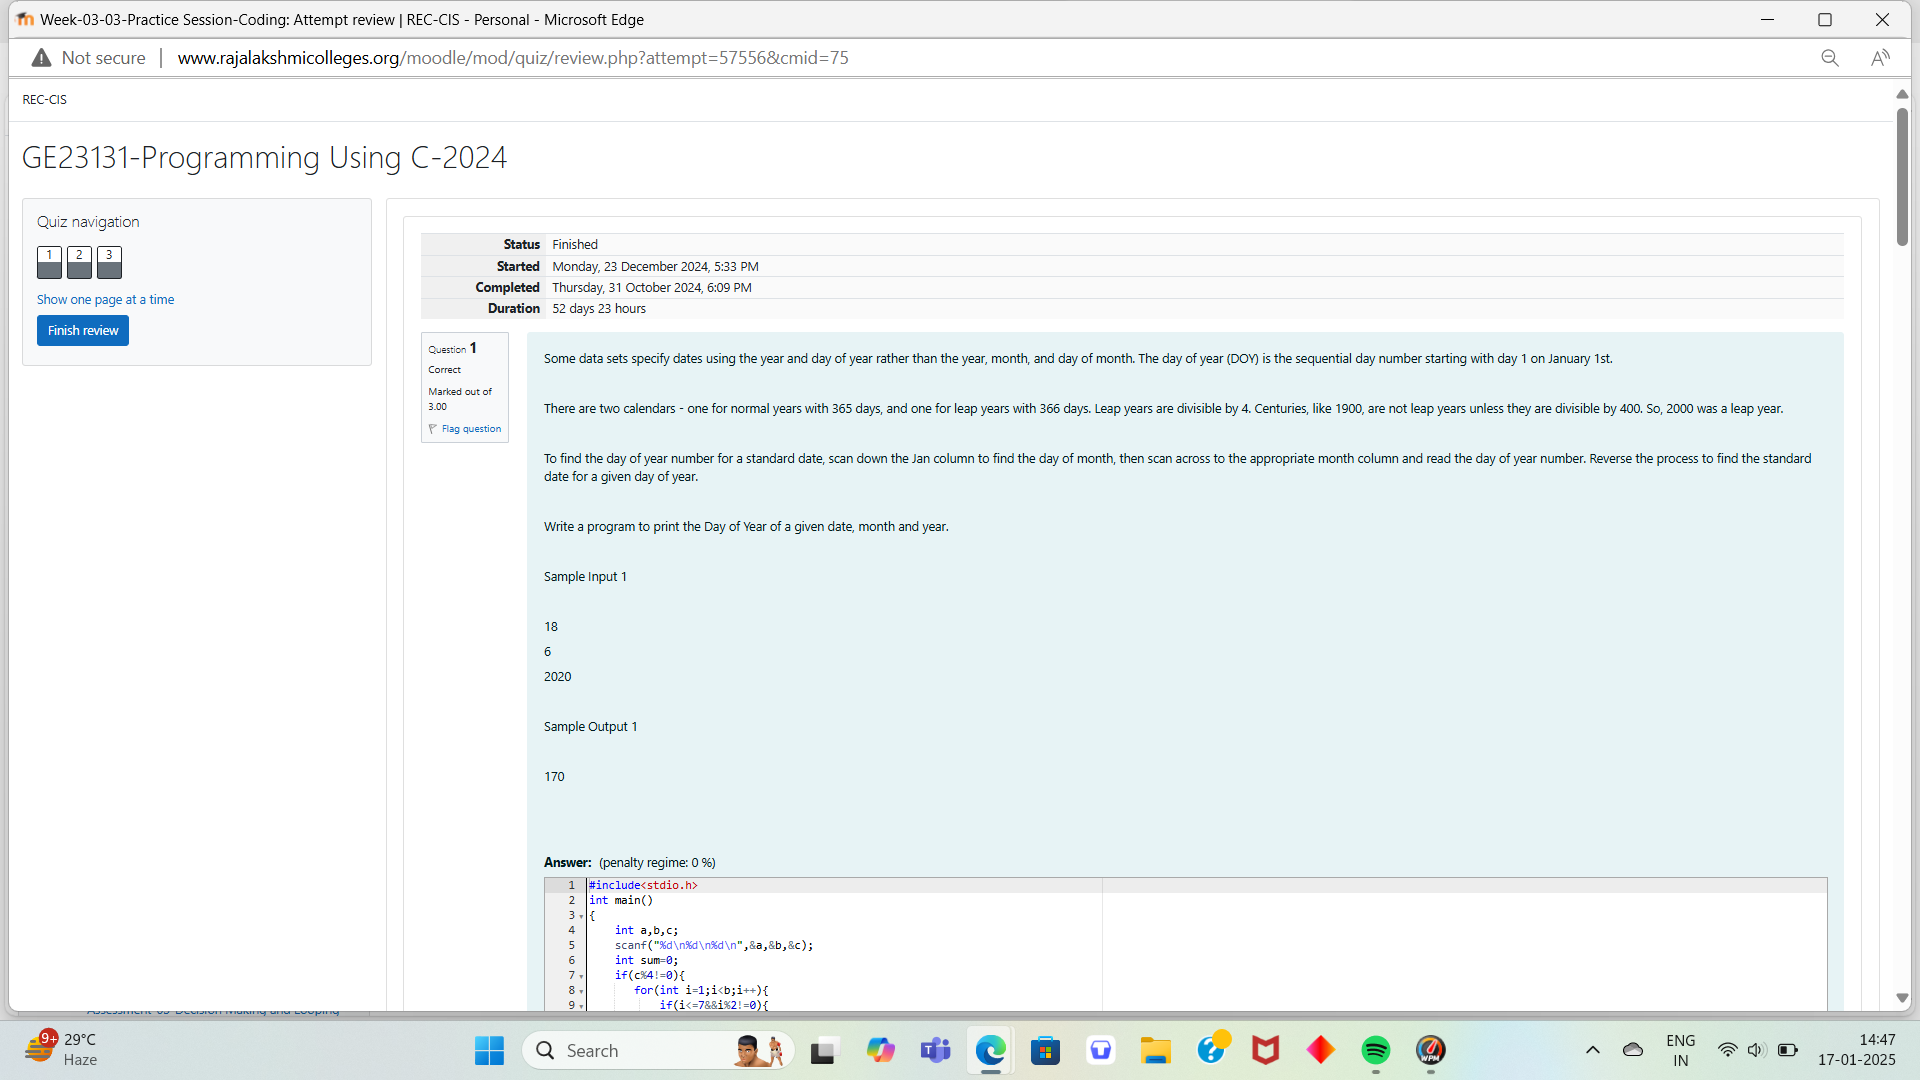 Week-03-03-Practice Session-Coding: Attempt review | REC-CIS - Personal - Microsoft Edge
Not secure
www.rajalakshmicolleges.org/moodle/mod/quiz/review.php?attempt=57556&cmid=75
REC-CIS
GE23131-Programming Using C-2024
Quiz navigation
1 2 3
Show one page at a time
Finish review
Status Finished
Started Monday, 23 December 2024, 5:33 PM
Completed Thursday, 31 October 2024, 6:09 PM
Duration 52 days 23 hours
Question 1
Correct
Marked out of
3.00
Flag question
Some data sets specify dates using the year and day of year rather than the year, month, and day of month. The day of year (DOY) is the sequential day number starting with day 1 on January 1st.
There are two calendars - one for normal years with 365 days, and one for leap years with 366 days. Leap years are divisible by 4. Centuries, like 1900, are not leap years unless they are divisible by 400. So, 2000 was a leap year.
To find the day of year number for a standard date, scan down the Jan column to find the day of month, then scan across to the appropriate month column and read the day of year number. Reverse the process to find the standard
date for a given day of year.
Write a program to print the Day of Year of a given date, month and year.
Sample Input 1
18
6
2020
Sample Output 1
170
Answer: (penalty regime: 0 %)
1 #include<stdio.h>
2 int main()
3 {
4 int a,b,c;
5 scanf("%d\n%d\n%d\n",&a,&b,&c);
6 int sum=0;
7 if(c%4!=0){
8 for(int i=1;i<b;i++){
9 if(i<=7&&i%2!=0){
Assessment-03-Decision Making and Looping
9+
29°C
Haze
Search
WPM
ENG
IN
14:47
17-01-2025